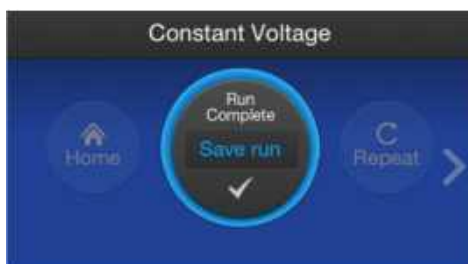 Constant Voltage
Run
Complete
Save run
Home
Repeat